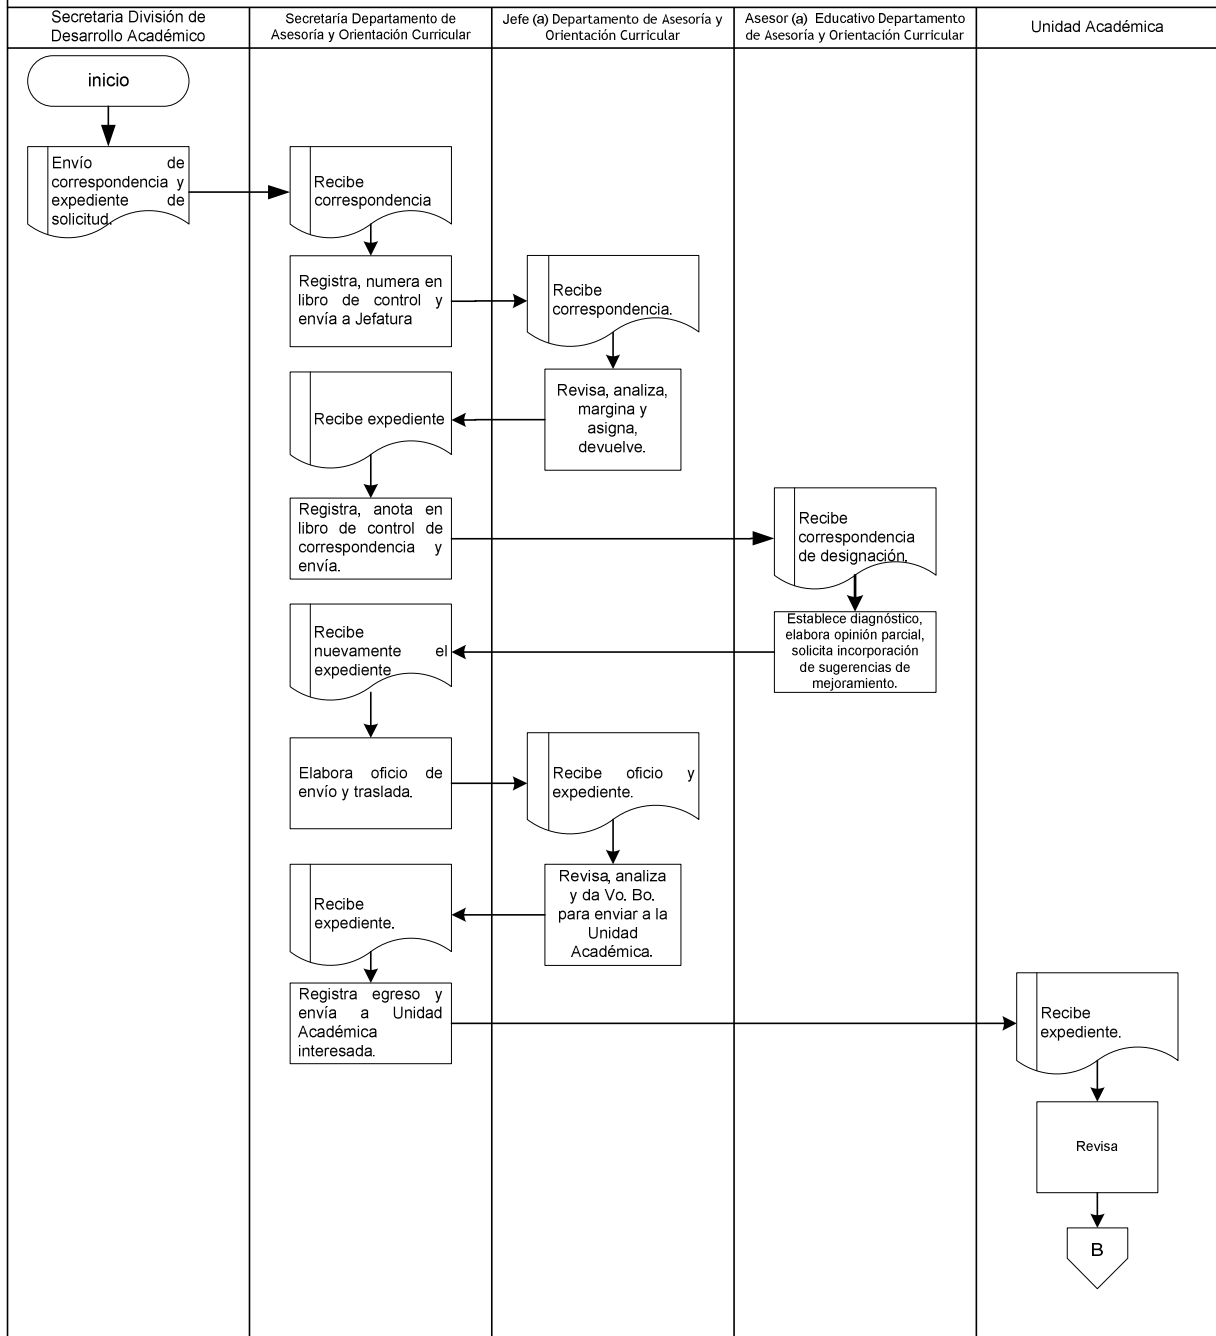 Secretaria División de
Desarrollo Académico
Secretaría Departamento de
Asesoría y Orientación Curricular
Jefe (a) Departamento de Asesoría y
Orientación Curricular
Asesor (a) Educativo Departamento
de Asesoría y Orientación Curricular
Unidad Académica
inicio
Envío de
correspondencia y
expediente de
solicitud.
Recibe
correspondencia
Registra, numera en
libro de control y
envía a Jefatura
Recibe
correspondencia.
Revisa, analiza,
margina y
asigna,
devuelve.
Recibe expediente
Registra, anota en
libro de control de
correspondencia y
envía.
Recibe
correspondencia
de designación.
Establece diagnóstico,
elabora opinión parcial,
solicita incorporación
de sugerencias de
mejoramiento.
Recibe
nuevamente el
expediente
Elabora oficio de
envío y traslada.
Recibe oficio y
expediente.
Revisa, analiza
y da Vo. Bo.
para enviar a la
Unidad
Académica.
Recibe
expediente.
Registra egreso y
envía a Unidad
Académica
interesada.
Recibe
expediente.
Revisa
B